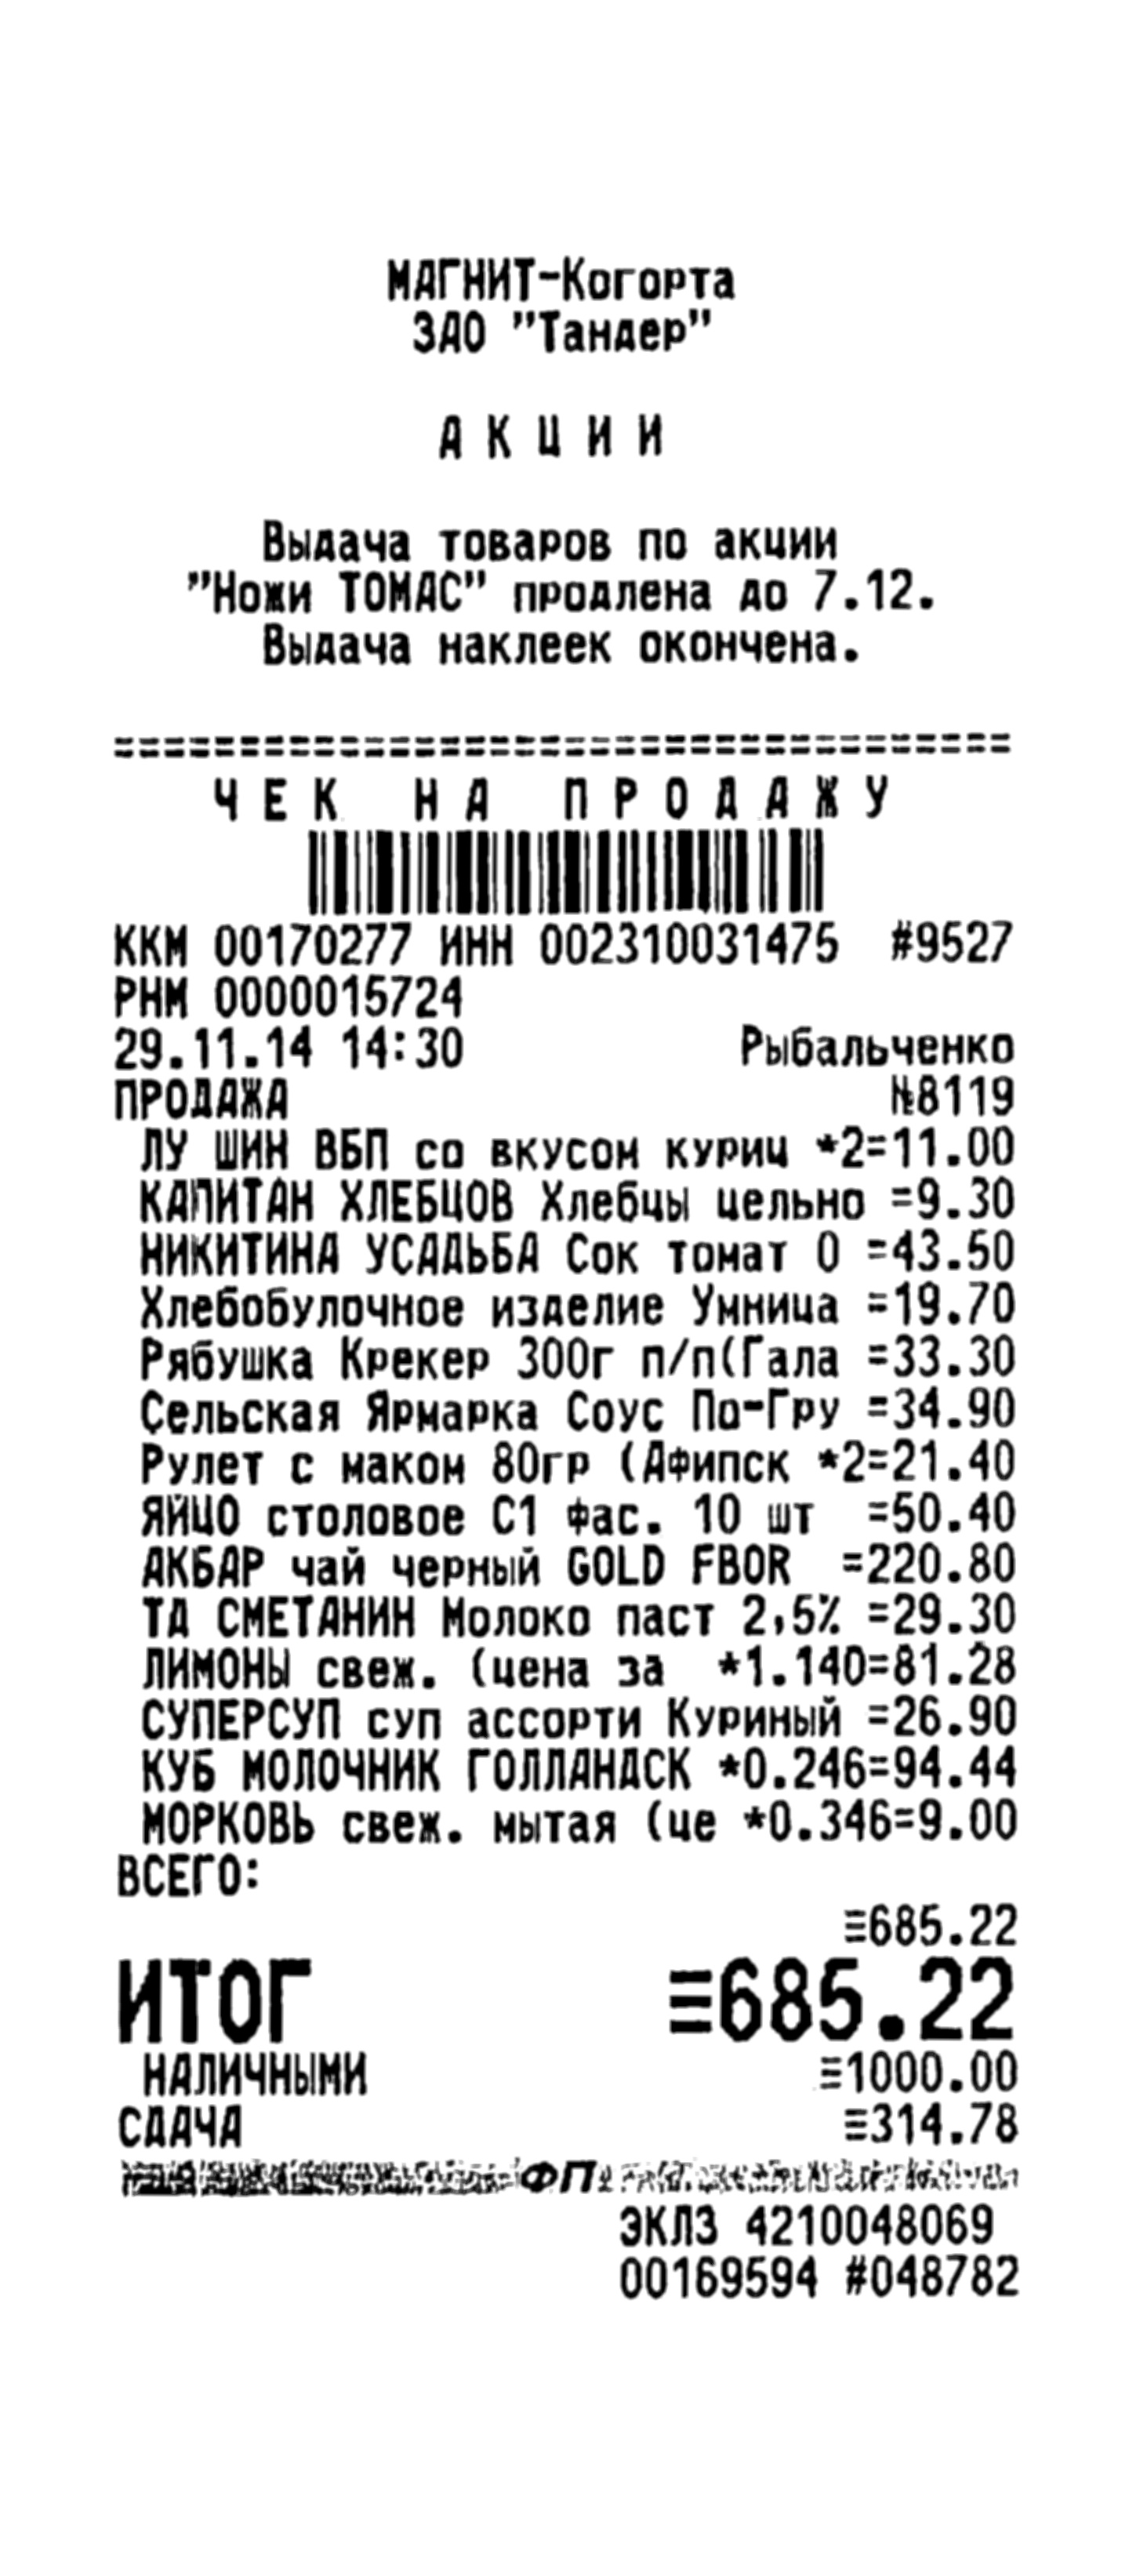 МАГНИТ-Когорта
ЗАО "Тандер"
А К Ц И И
Выдача товаров по акции
"Ножи ТОМАС" продлена до 7.12.
Выдача наклеек окончена.
====================================
Ч Е К  Н А  П Р О Д А Ж У
ККМ 00170277 ИНН 002310031475 #9527
РНМ 0000015724
29.11.14 14:30 Рыбальченко
ПРОДАЖА №8119
ЛУ ШИН ВБП со вкусом куриц *2=11.00
КАПИТАН ХЛЕБЦОВ Хлебцы цельно =9.30
НИКИТИНА УСАДЬБА Сок томат 0 =43.50
Хлебобулочное изделие Умница =19.70
Рябушка Крекер 300г п/п(Гала =33.30
Сельская Ярмарка Соус По-Гру =34.90
Рулет с маком 80гр (Афипск *2=21.40
ЯЙЦО столовое С1 фас. 10 шт =50.40
АКБАР чай черный GOLD FBOR =220.80
ТА СМЕТАНИН Молоко паст 2,5% =29.30
ЛИМОНЫ свеж. (цена за *1.140=81.28
СУПЕРСУП суп ассорти Куриный =26.90
КУБ МОЛОЧНИК ГОЛЛАНДСК *0.246=94.44
МОРКОВЬ свеж. мытая (це *0.346=9.00
ВСЕГО:
≡685.22
ИТОГ ≡685.22
НАЛИЧНЫМИ ≡1000.00
СДАЧА ≡314.78
ФП
ЭКЛЗ 4210048069
00169594 #048782